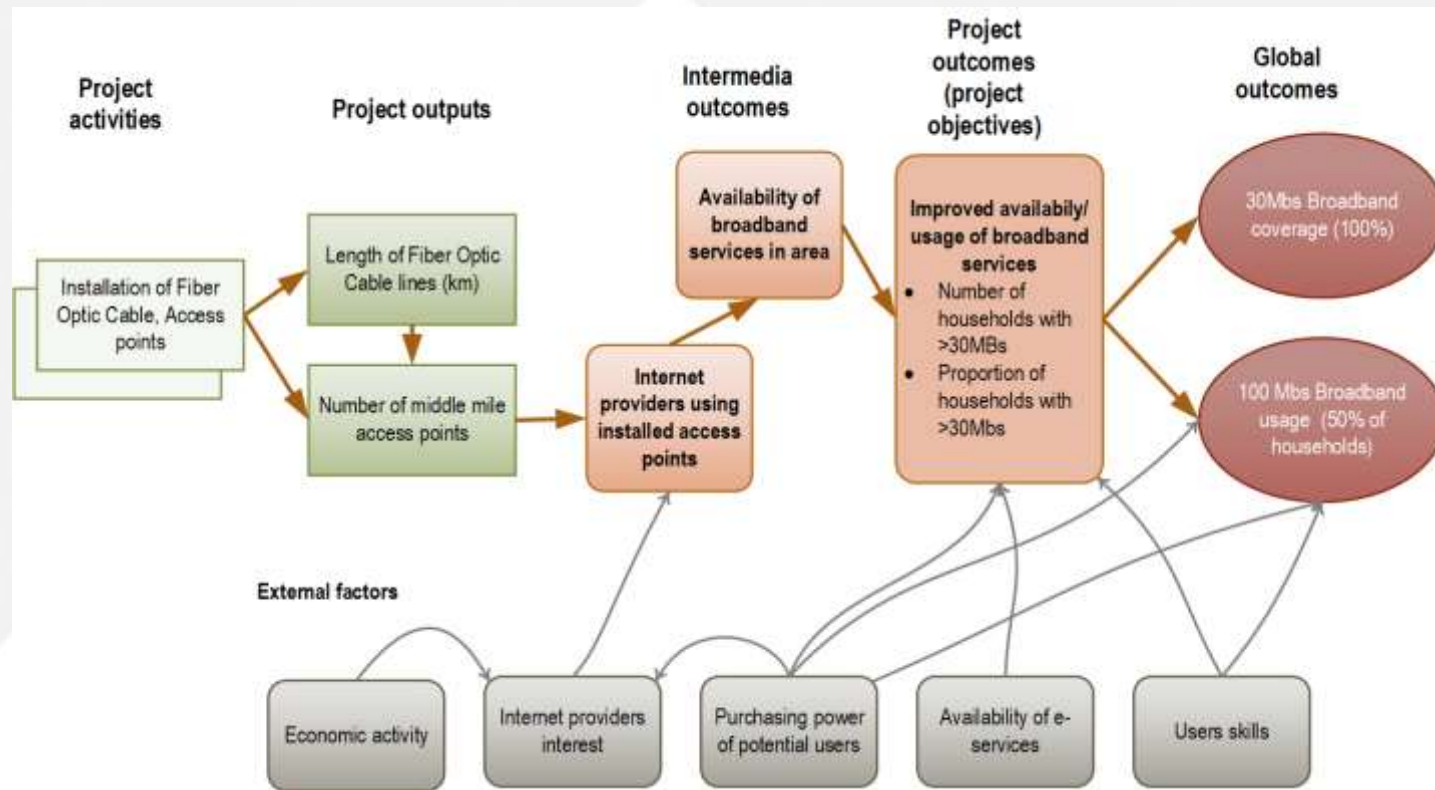 Project
activities
Project outputs
Intermedia
outcomes
Project
outcomes
(project
objectives)
Global
outcomes
Installation of Fiber
Optic Cable, Access
points
Length of Fiber Optic
Cable lines (km)
Number of middle mile
access points
Internet
providers using
installed access
points
Availability of
broadband
services in area
Improved availabily/
usage of broadband
services
• Number of
households with
>30MBs
• Proportion of
households with
>30Mbs
30Mbs Broadband
coverage (100%)
100 Mbs Broadband
usage (50% of
households)
External factors
Economic activity
Internet providers
interest
Purchasing power
of potential users
Availability of e-
services
Users skills